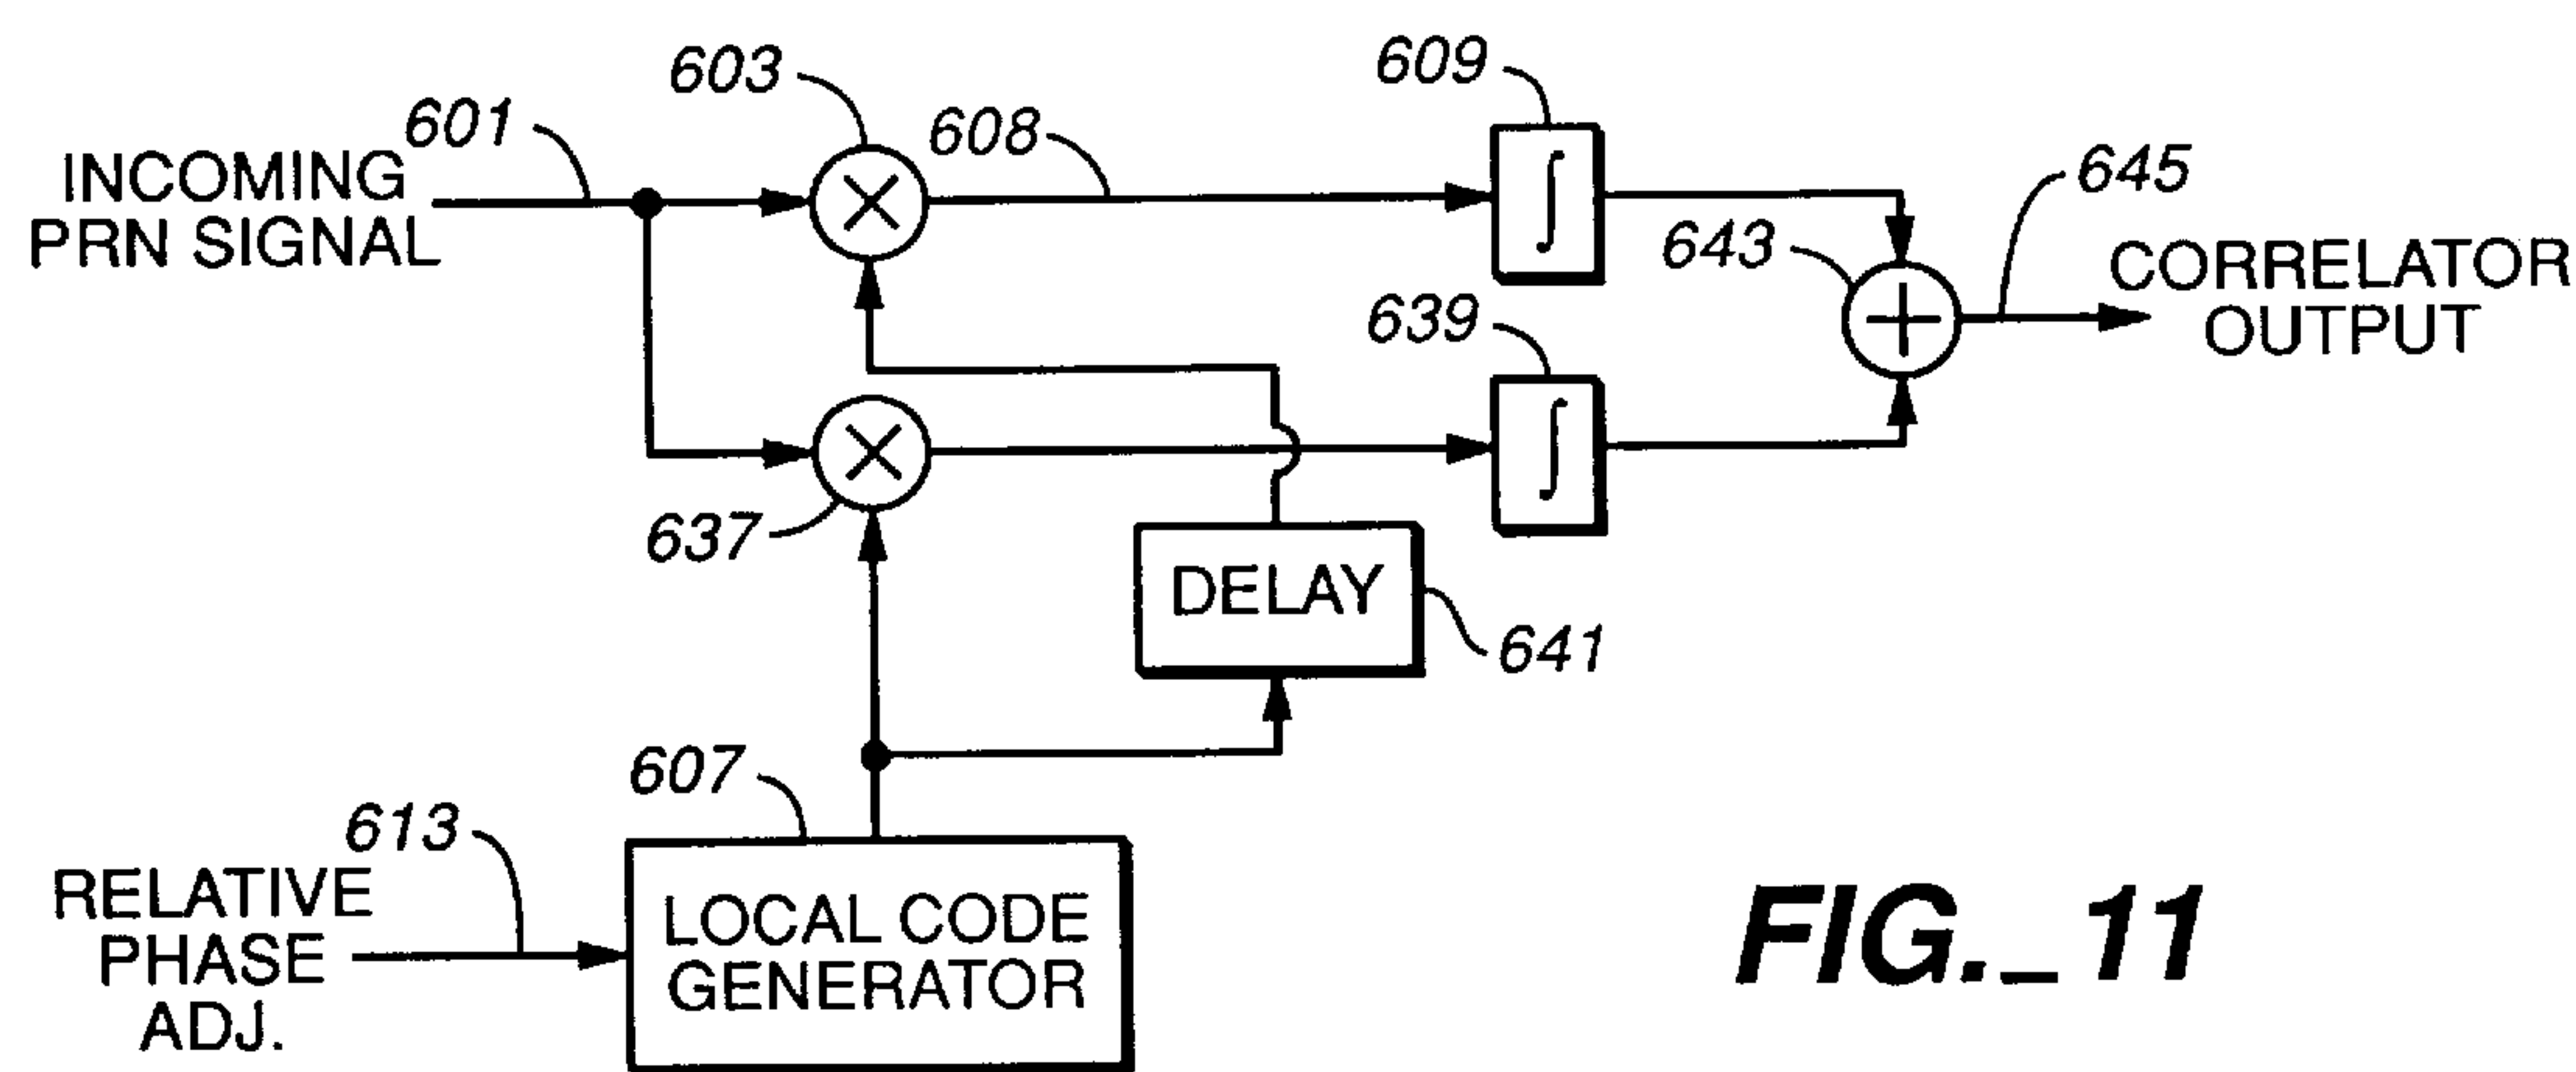 603
609
601
608
INCOMING
PRN SIGNAL
645
643
CORRELATOR
OUTPUT
639
637
DELAY
641
607
613
RELATIVE
PHASE
ADJ.
LOCAL CODE
GENERATOR
FIG._11